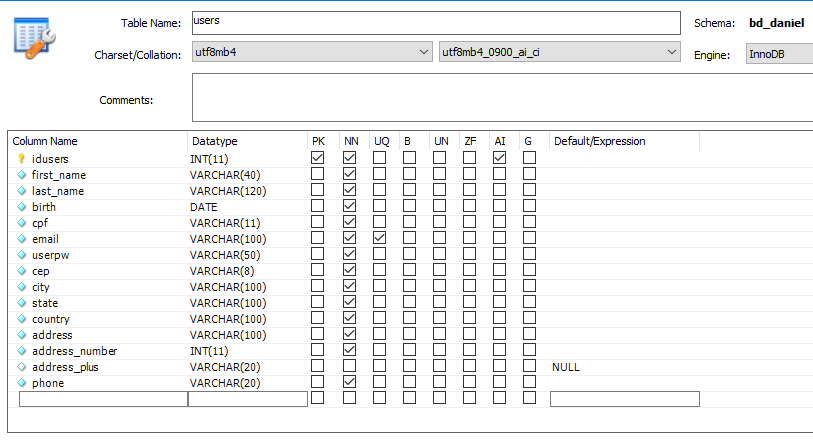 Table Name: users Schema: bd_daniel
Charset/Collation: utf8mb4 utf8mb4_0900_ai_ci Engine: InnoDB
Comments:
Column Name Datatype PK NN UQ B UN ZF AI G Default/Expression
idusers INT(11)
first_name VARCHAR(40)
last_name VARCHAR(120)
birth DATE
cpf VARCHAR(11)
email VARCHAR(100)
userpw VARCHAR(50)
cep VARCHAR(8)
city VARCHAR(100)
state VARCHAR(100)
country VARCHAR(100)
address VARCHAR(100)
address_number INT(11)
address_plus VARCHAR(20) NULL
phone VARCHAR(20)